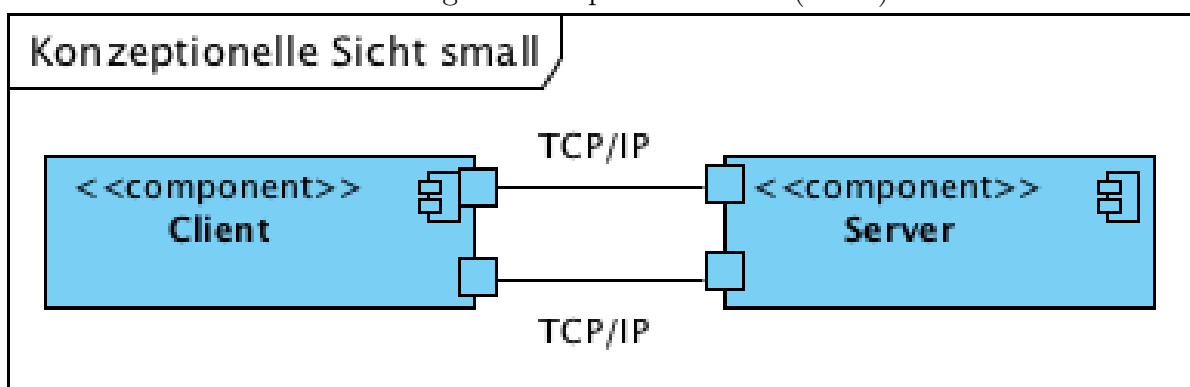 Konzeptionelle Sicht small
TCP/IP
<<component>>
Client
<<component>>
Server
TCP/IP